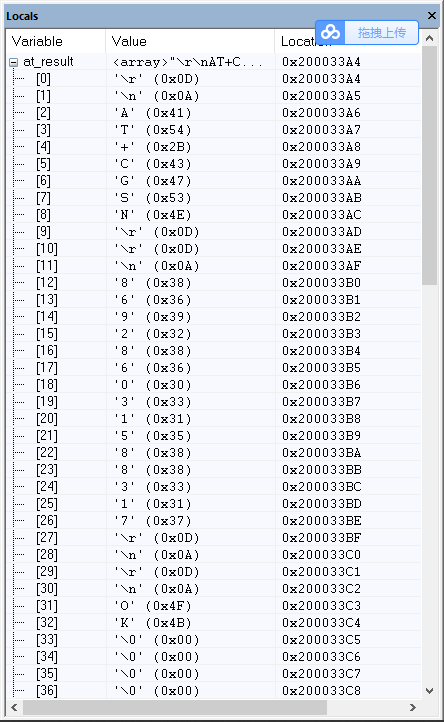 Locals
拖拽上传
Variable Value Location
at_result <array>"\r\nAT+C... 0x200033A4
[0] '\r' (0x0D) 0x200033A4
[1] '\n' (0x0A) 0x200033A5
[2] 'A' (0x41) 0x200033A6
[3] 'T' (0x54) 0x200033A7
[4] '+' (0x2B) 0x200033A8
[5] 'C' (0x43) 0x200033A9
[6] 'G' (0x47) 0x200033AA
[7] 'S' (0x53) 0x200033AB
[8] 'N' (0x4E) 0x200033AC
[9] '\r' (0x0D) 0x200033AD
[10] '\r' (0x0D) 0x200033AE
[11] '\n' (0x0A) 0x200033AF
[12] '8' (0x38) 0x200033B0
[13] '6' (0x36) 0x200033B1
[14] '9' (0x39) 0x200033B2
[15] '2' (0x32) 0x200033B3
[16] '8' (0x38) 0x200033B4
[17] '6' (0x36) 0x200033B5
[18] '0' (0x30) 0x200033B6
[19] '3' (0x33) 0x200033B7
[20] '1' (0x31) 0x200033B8
[21] '5' (0x35) 0x200033B9
[22] '8' (0x38) 0x200033BA
[23] '8' (0x38) 0x200033BB
[24] '3' (0x33) 0x200033BC
[25] '1' (0x31) 0x200033BD
[26] '7' (0x37) 0x200033BE
[27] '\r' (0x0D) 0x200033BF
[28] '\n' (0x0A) 0x200033C0
[29] '\r' (0x0D) 0x200033C1
[30] '\n' (0x0A) 0x200033C2
[31] 'O' (0x4F) 0x200033C3
[32] 'K' (0x4B) 0x200033C4
[33] '\0' (0x00) 0x200033C5
[34] '\0' (0x00) 0x200033C6
[35] '\0' (0x00) 0x200033C7
[36] '\0' (0x00) 0x200033C8